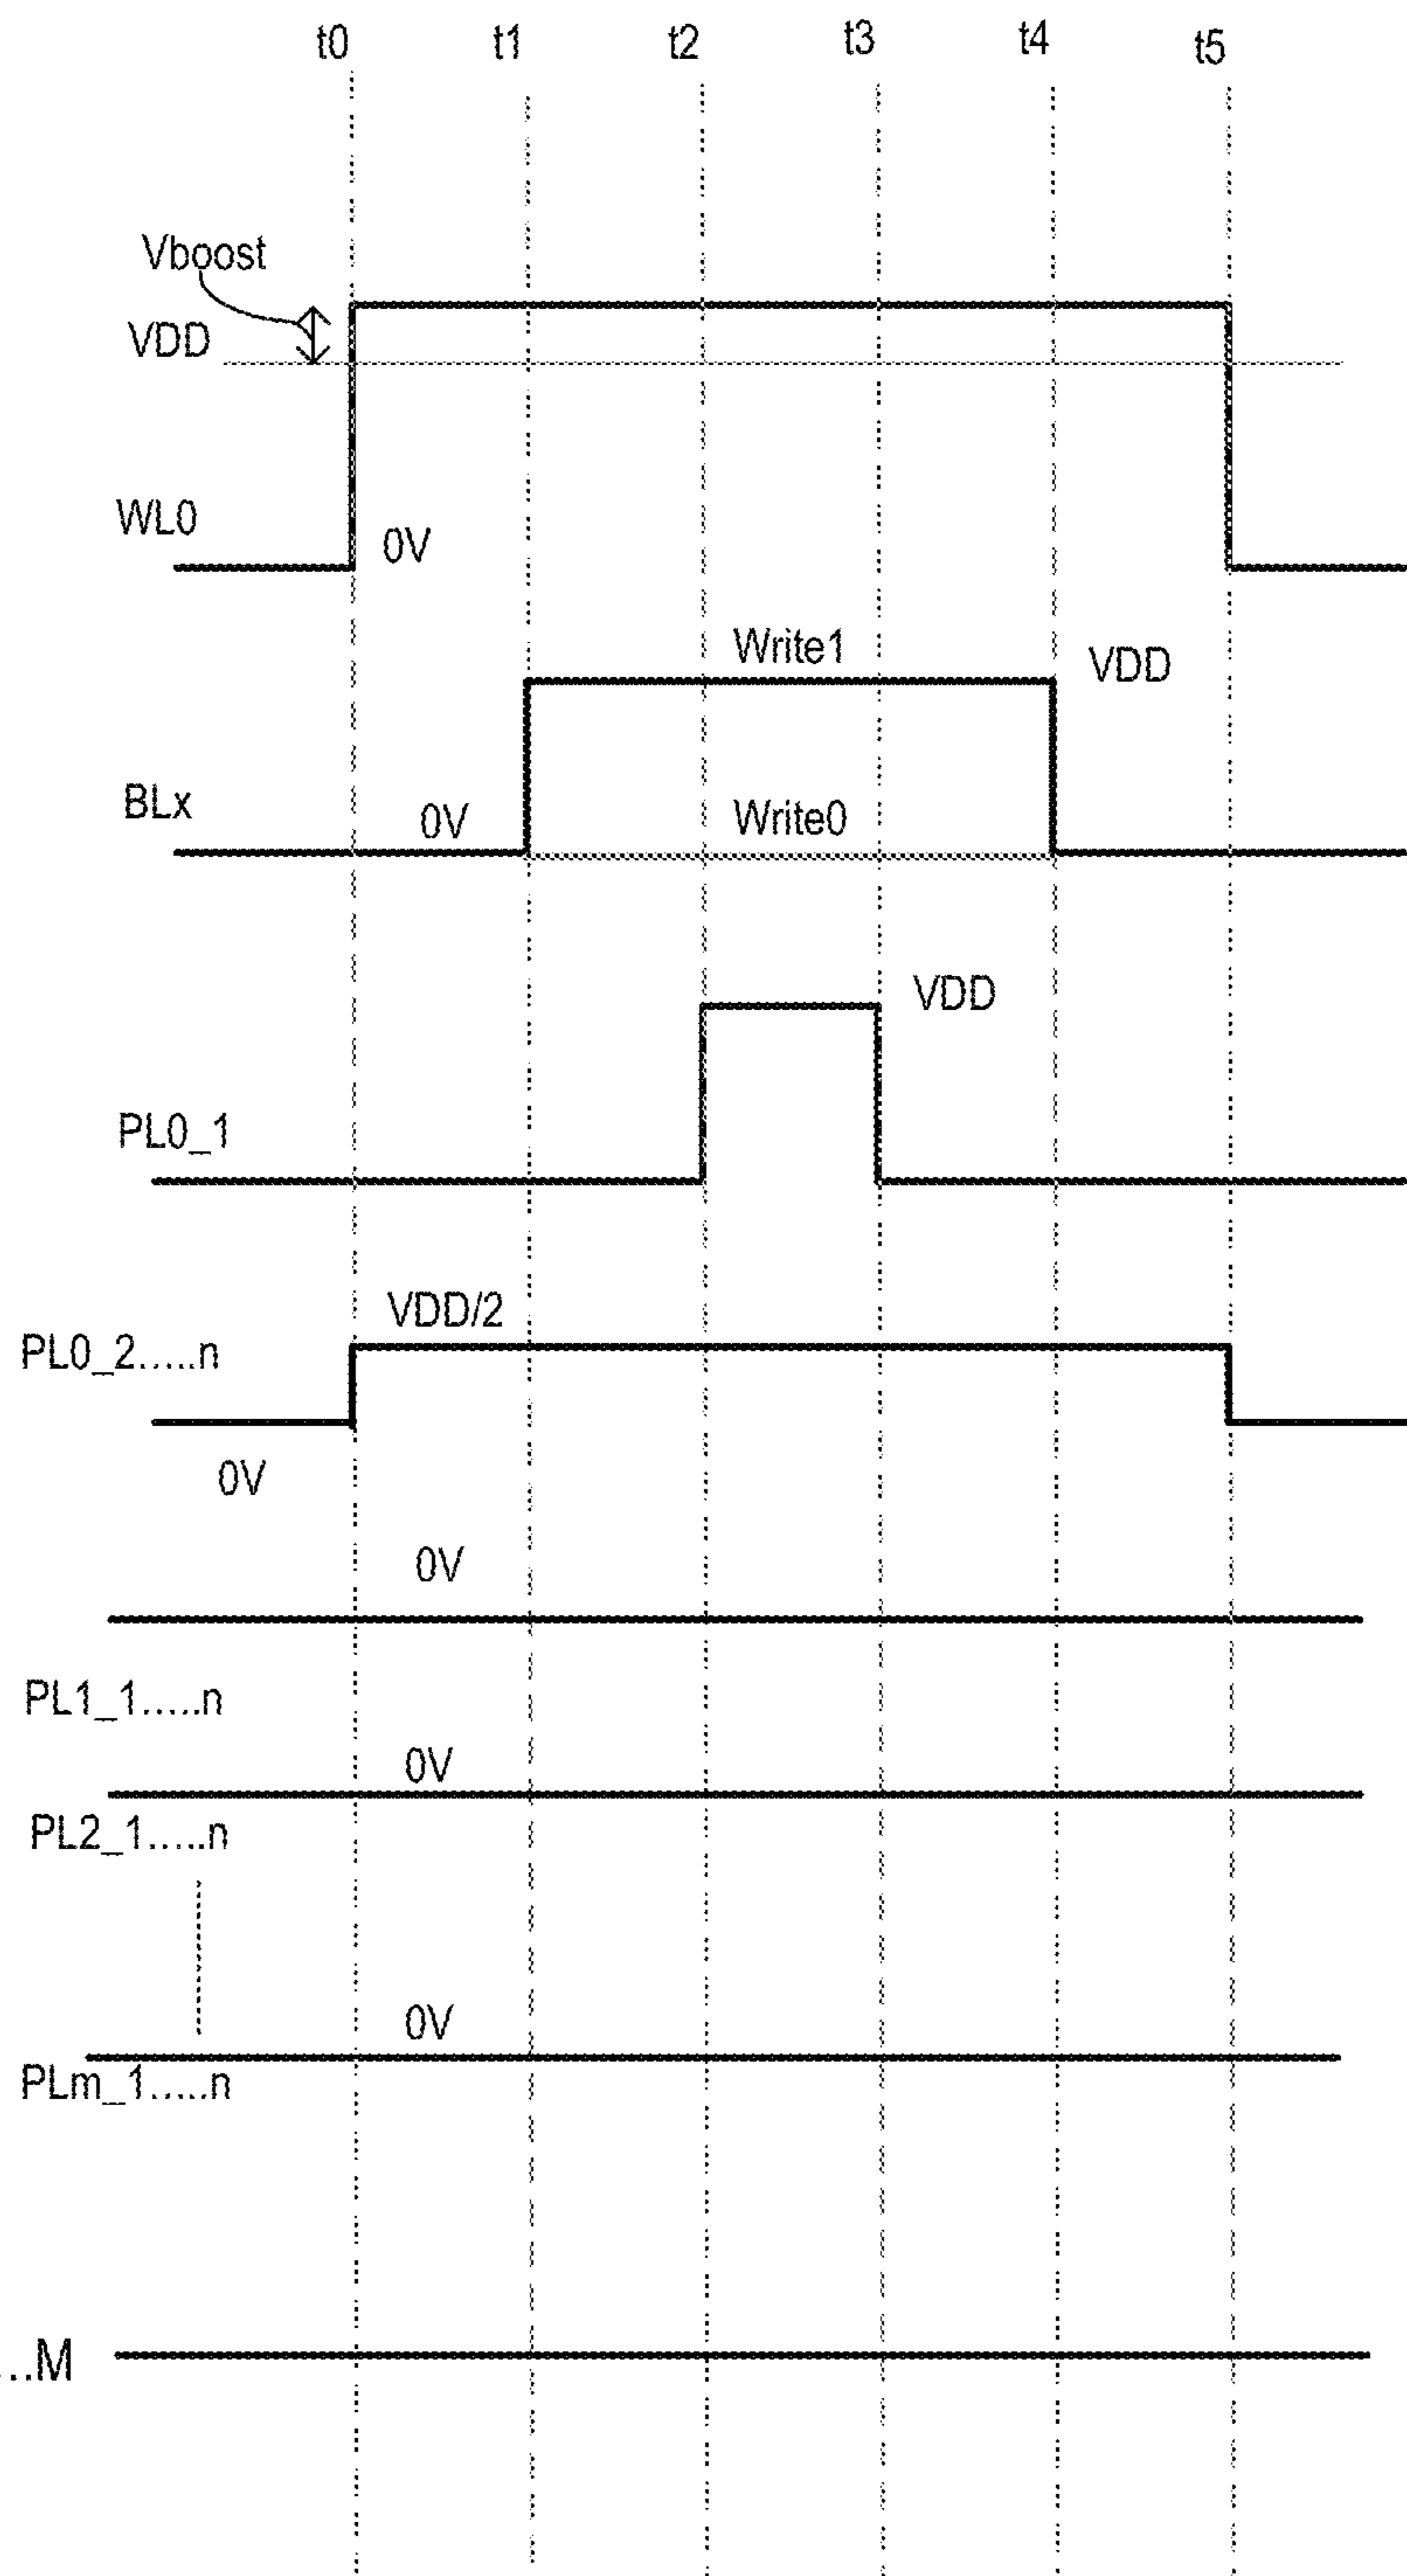 t0 t1 t2 t3 t4 t5
Vboost
VDD
WL0
0V
Write1
VDD
BLx
0V
Write0
VDD
PL0_1
VDD/2
PL0_2.....n
0V
0V
PL1_1.....n
0V
PL2_1.....n
0V
PLm_1.....n
..M